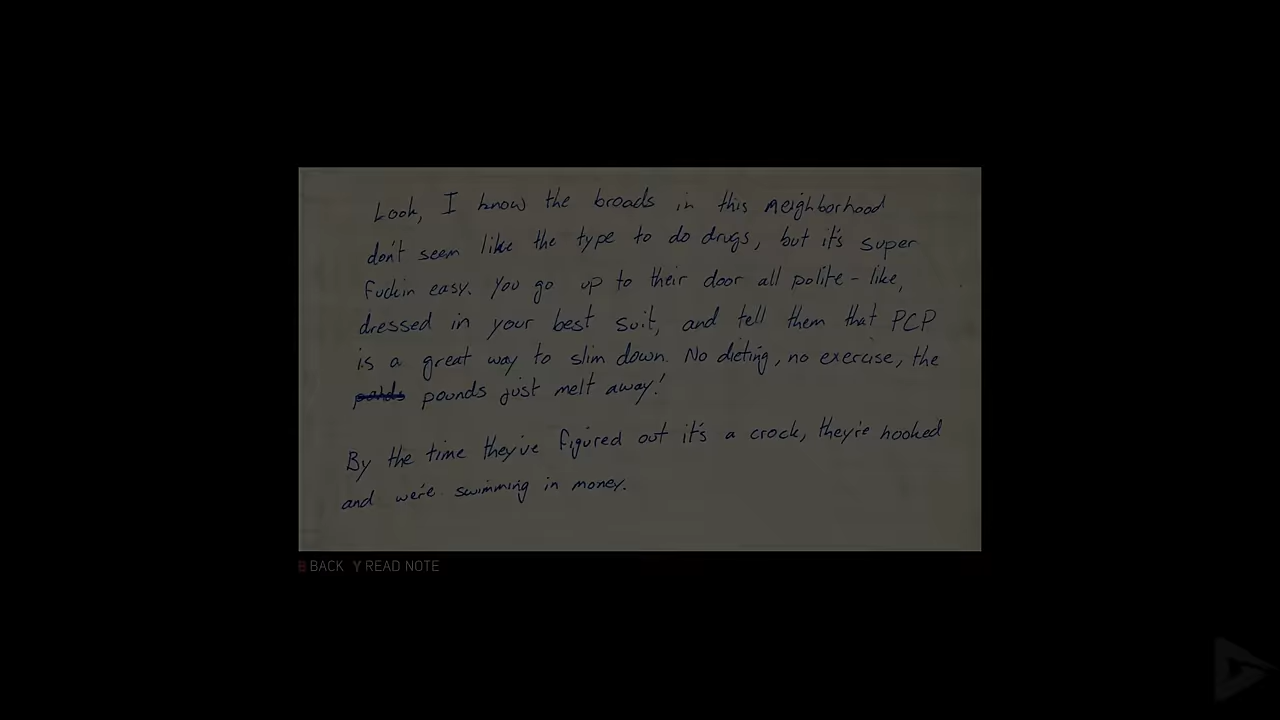 Look, I know the broads in this neighborhood
don't seem like the type to do drugs, but it's super
fuckin easy. You go up to their door all polite-like,
dressed in your best suit, and tell them that PCP
is a great way to slim down. No dieting, no exercise, the
pounds just melt away!
By the time they've figured out it's a crock, they're hooked
and we're swimming in money.
B BACK Y READ NOTE